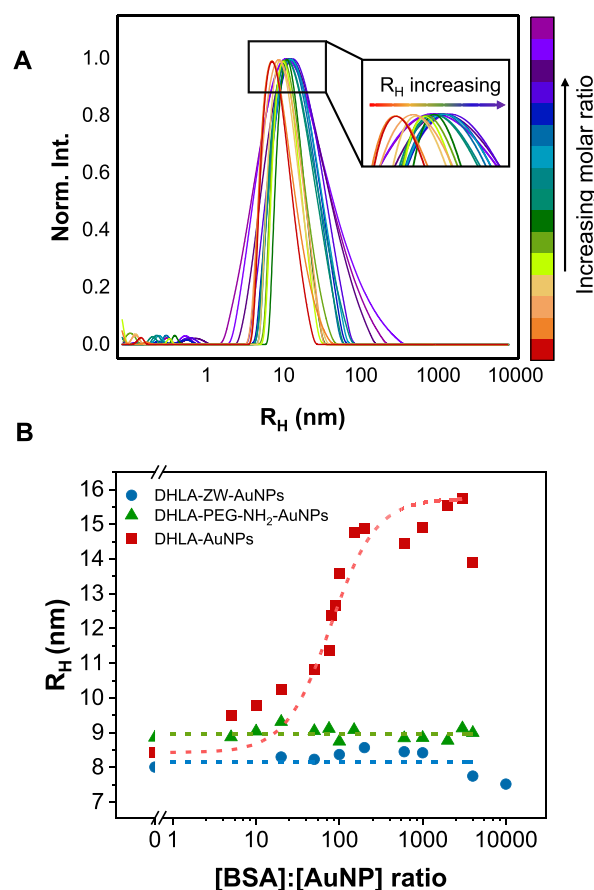 A
Norm. Int.
1.0
0.8
0.6
0.4
0.2
0.0
R_H increasing
1 10 100 1000 10000
R_H (nm)
Increasing molar ratio
B
R_H (nm)
16
15
14
13
12
11
10
9
8
7
DHLA-ZW-AuNPs
DHLA-PEG-NH₂-AuNPs
DHLA-AuNPs
0 1 10 100 1000 10000
[BSA]:[AuNP] ratio